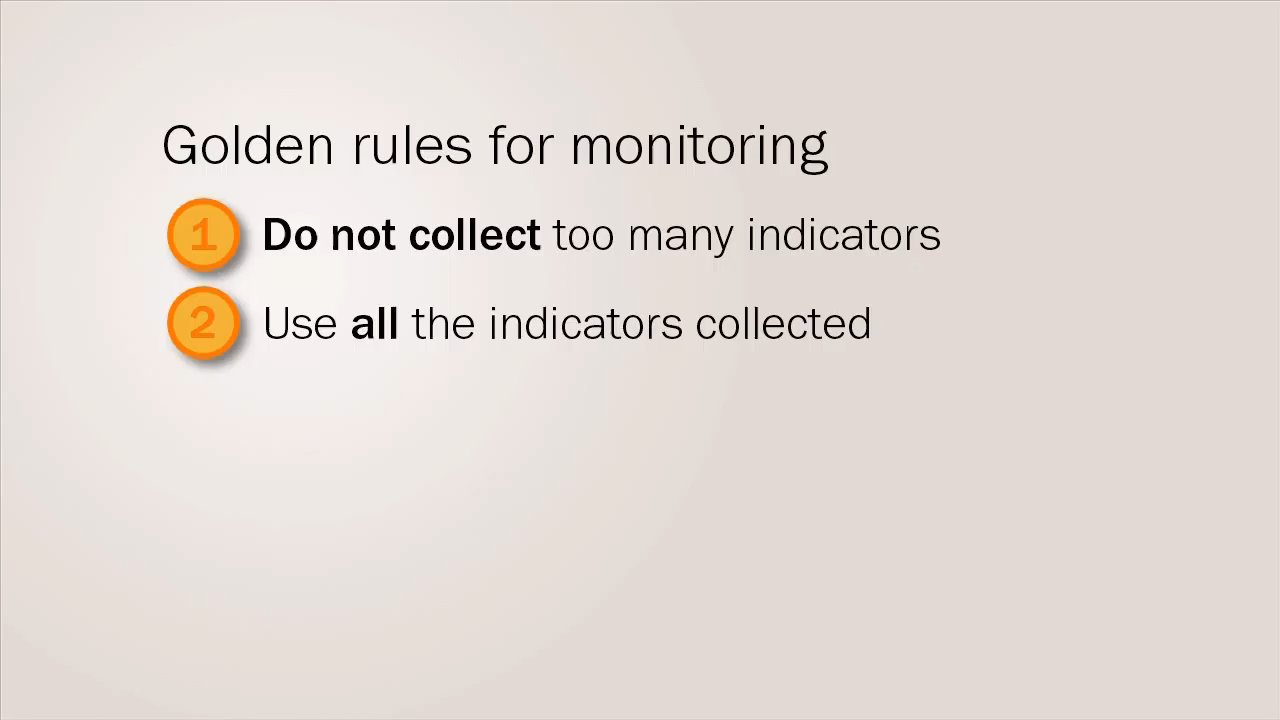 Golden rules for monitoring
1 Do not collect too many indicators
2 Use all the indicators collected